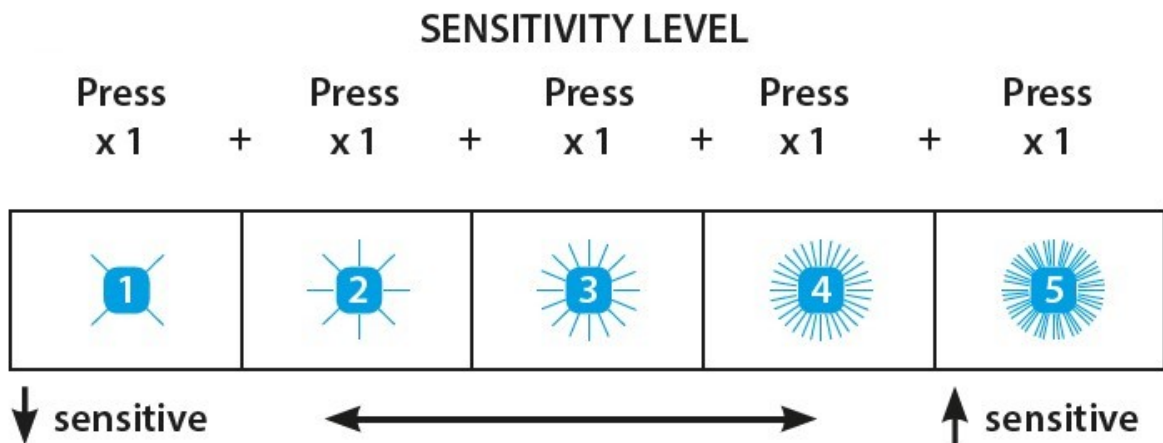 SENSITIVITY LEVEL
Press Press Press Press Press
x 1 + x 1 + x 1 + x 1 + x 1
1 2 3 4 5
↓ sensitive ↔ ↑ sensitive